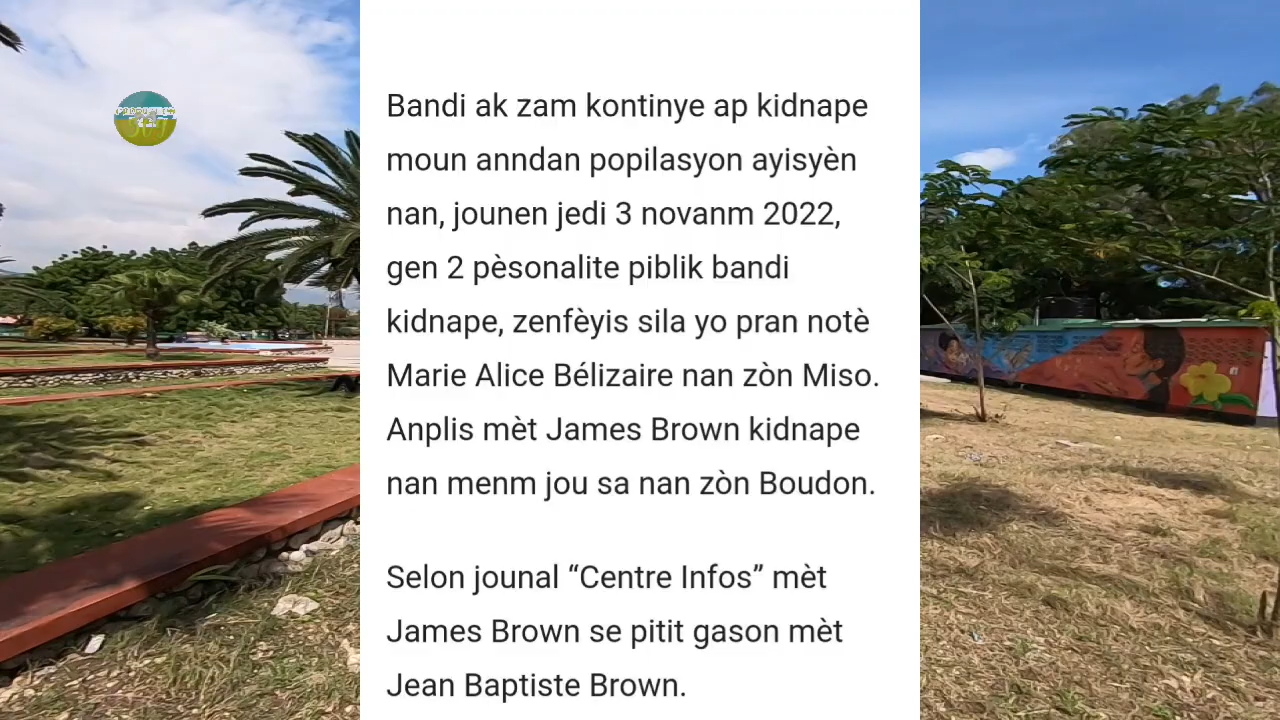 Bandi ak zam kontinye ap kidnape
moun anndan popilasyon ayisyèn
nan, jounen jedi 3 novanm 2022,
gen 2 pèsonalite piblik bandi
kidnape, zenfèyis sila yo pran notè
Marie Alice Bélizaire nan zòn Miso.
Anplis mèt James Brown kidnape
nan menm jou sa nan zòn Boudon.
Selon jounal “Centre Infos” mèt
James Brown se pitit gason mèt
Jean Baptiste Brown.